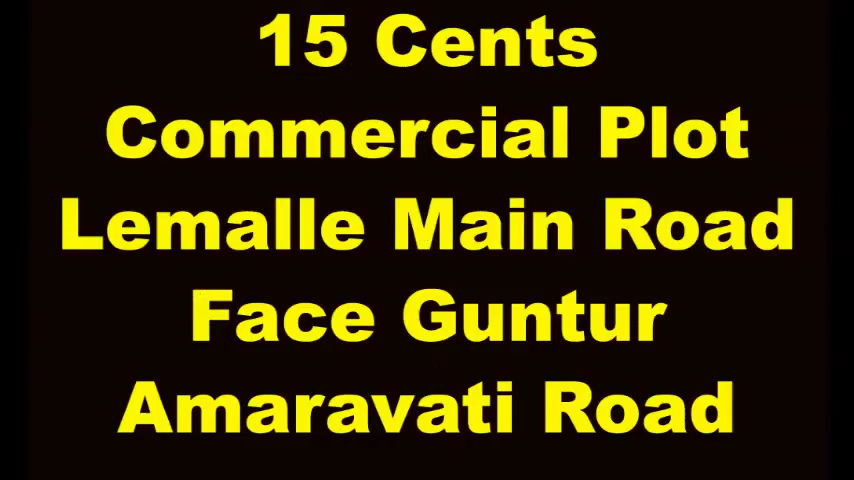 15 Cents
Commercial Plot
Lemalle Main Road
Face Guntur
Amaravati Road